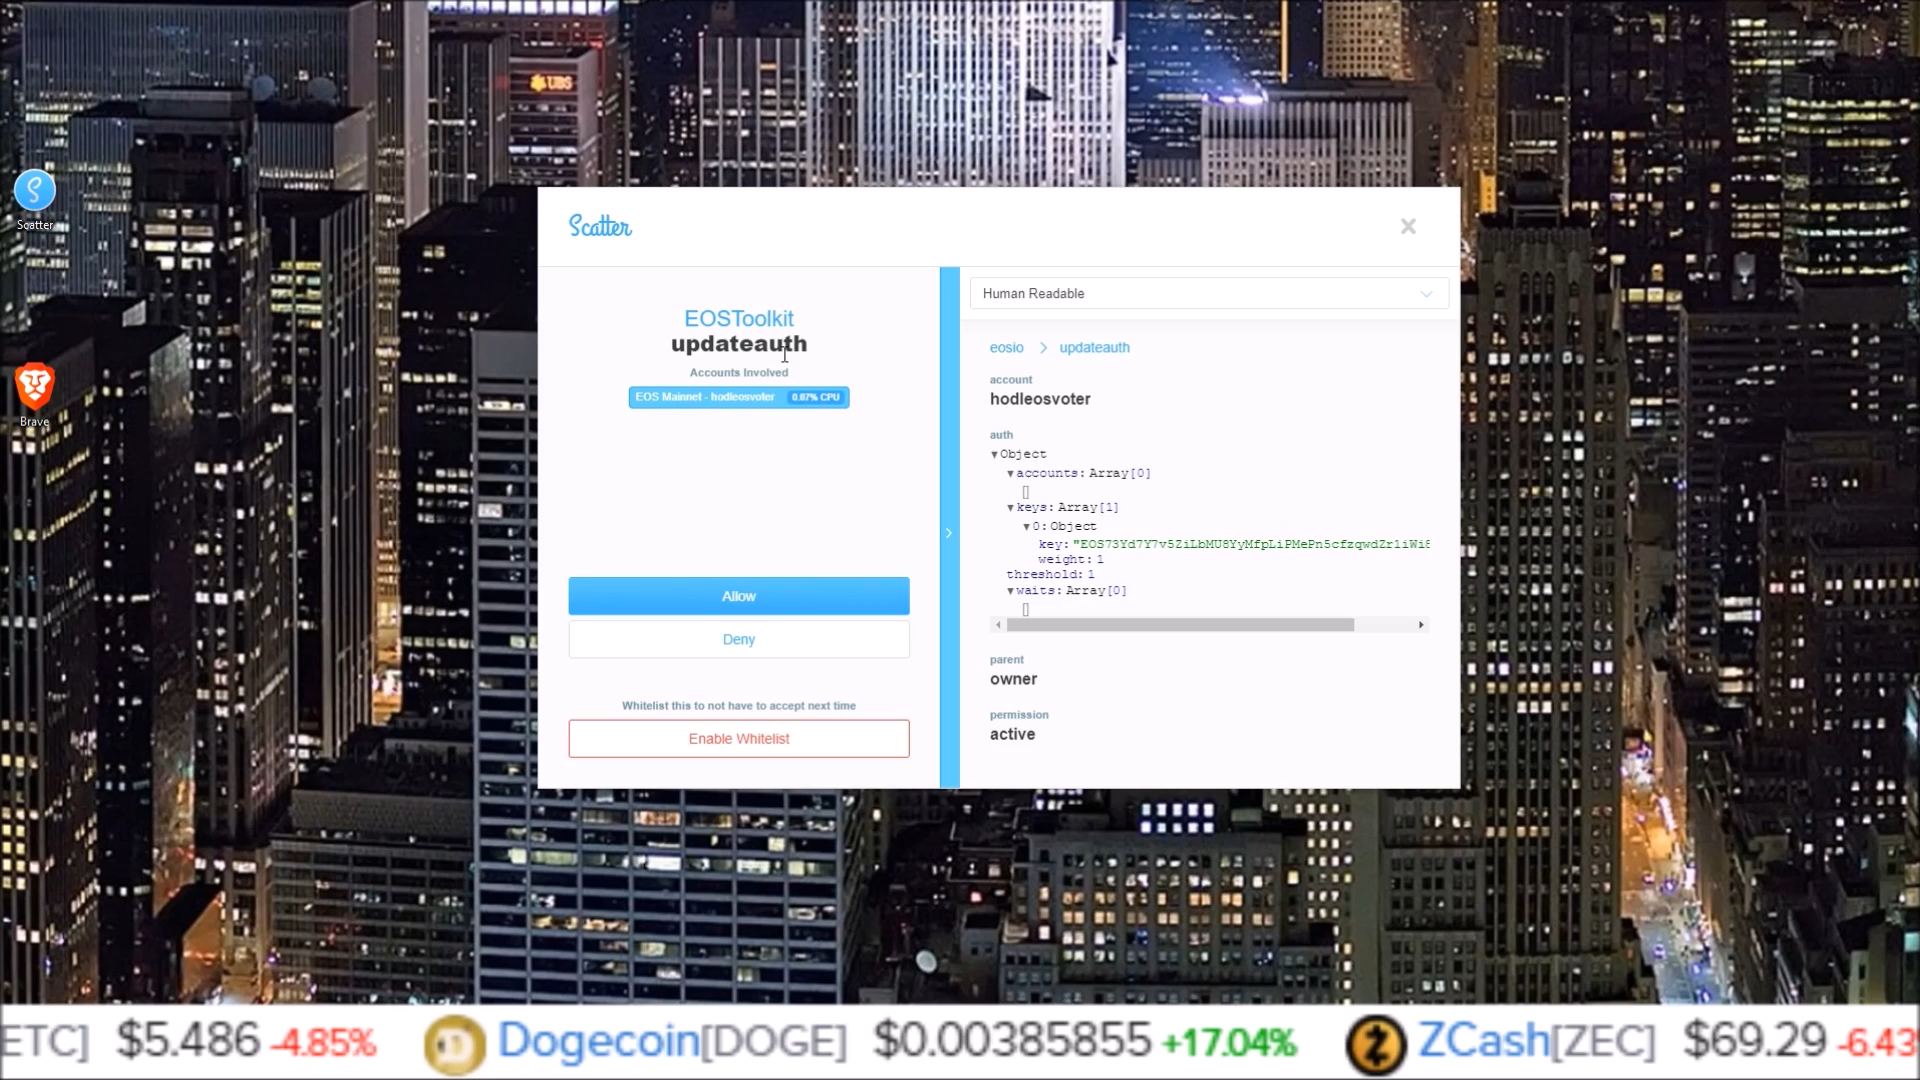 UBS
Scatter
Brave
Scatter
EOSToolkit
updateauth
Accounts Involved
EOS Mainnet - hodleosvoter 0.07% CPU
Allow
Deny
Whitelist this to not have to accept next time
Enable Whitelist
Human Readable
eosio > updateauth
account
hodleosvoter
auth
▼Object
▼accounts: Array[0]
[]
▼keys: Array[1]
▼0: Object
weight: 1
threshold: 1
▼waits: Array[0]
[]
parent
owner
permission
active
ETC] $5.486 -4.85% Dogecoin[DOGE] $0.00385855 +17.04% ZCash[ZEC] $69.29 -6.43